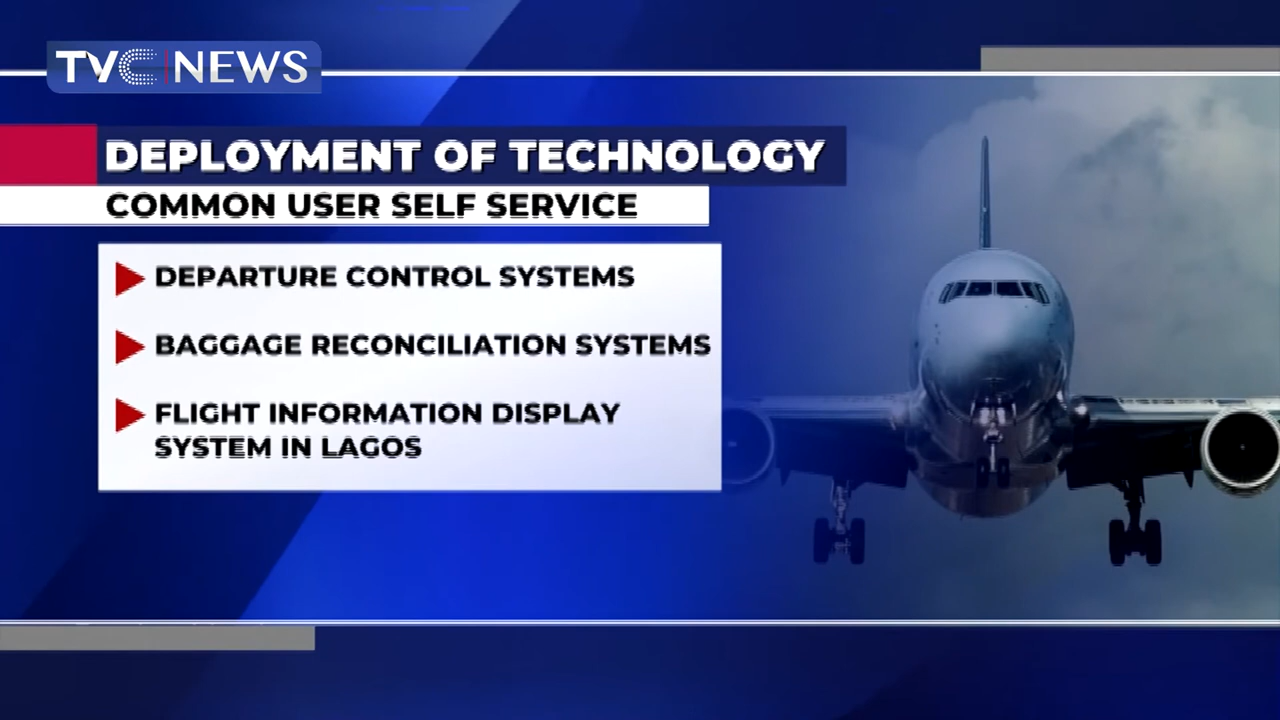 TVC NEWS
DEPLOYMENT OF TECHNOLOGY
COMMON USER SELF SERVICE
DEPARTURE CONTROL SYSTEMS
BAGGAGE RECONCILIATION SYSTEMS
FLIGHT INFORMATION DISPLAY
SYSTEM IN LAGOS